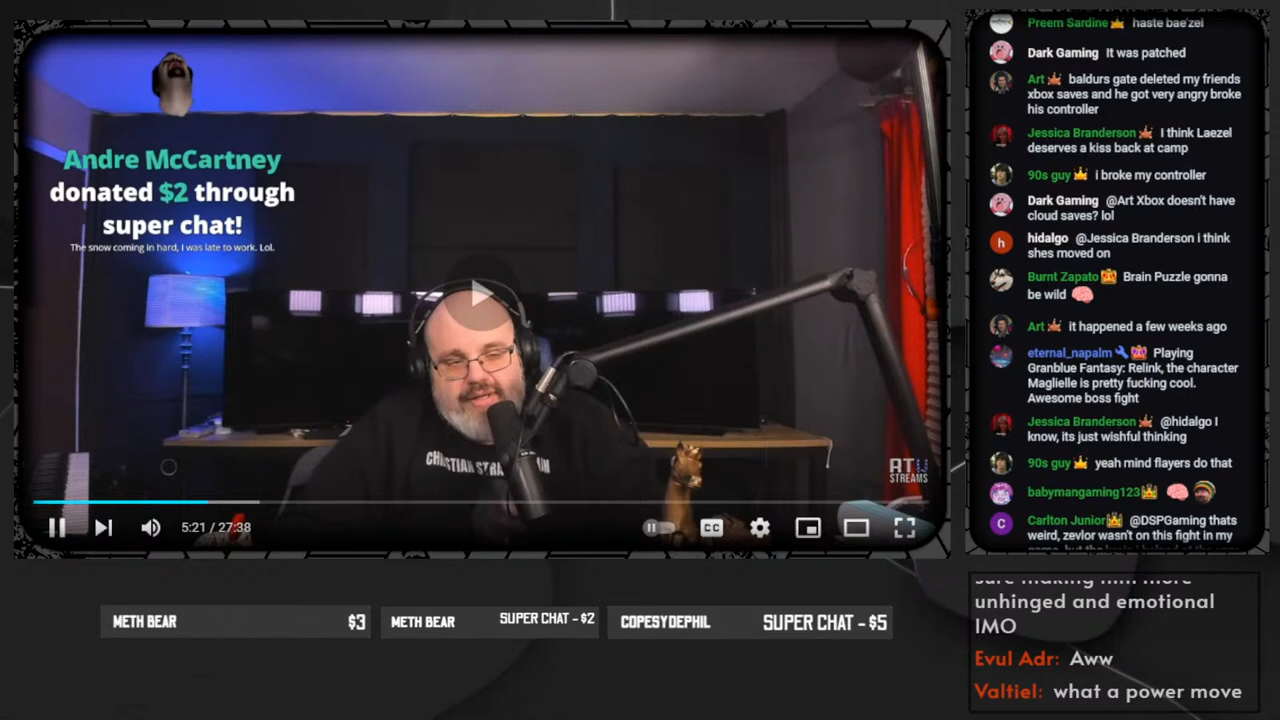 Andre McCartney
donated $2 through
super chat!
The snow coming in hard, I was late to work. Lol.
RTU
STREAMS
5:21 / 27:38
CC
METH BEAR $3
METH BEAR SUPER CHAT - $2
COPESYDEPHIL SUPER CHAT - $5
Preem Sardine haste bae'zel
Dark Gaming It was patched
Art baldurs gate deleted my friends
xbox saves and he got very angry broke
his controller
Jessica Branderson I think Laezel
deserves a kiss back at camp
90s guy i broke my controller
Dark Gaming @Art Xbox doesn't have
cloud saves? lol
h
hidalgo @Jessica Branderson i think
shes moved on
Burnt Zapato Brain Puzzle gonna
be wild
Art it happened a few weeks ago
eternal_napalm Playing
Granblue Fantasy: Relink, the character
Maglielle is pretty fucking cool.
Awesome boss fight
Jessica Branderson @hidalgo I
know, its just wishful thinking
90s guy yeah mind flayers do that
babymangaming123
C
Carlton Junior @DSPGaming thats
weird, zevlor wasn't on this fight in my
sure making him more
unhinged and emotional
IMO
Evul Adr: Aww
Valtiel: what a power move